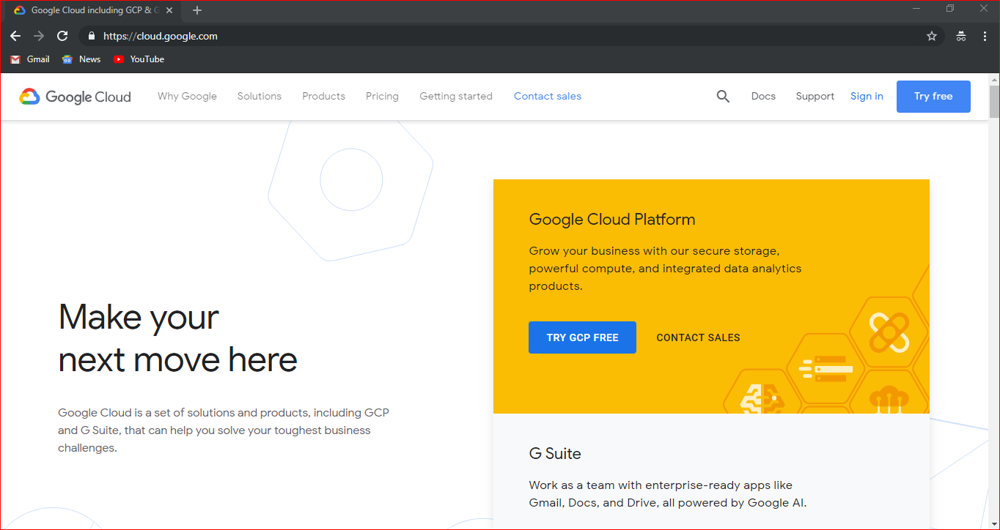 Google Cloud including GCP & G
https://cloud.google.com
Gmail News YouTube
Google Cloud Why Google Solutions Products Pricing Getting started Contact sales Docs Support Sign in Try free
Make your
next move here
Google Cloud is a set of solutions and products, including GCP
and G Suite, that can help you solve your toughest business
challenges.
Google Cloud Platform
Grow your business with our secure storage,
powerful compute, and integrated data analytics
products.
TRY GCP FREE CONTACT SALES
G Suite
Work as a team with enterprise-ready apps like
Gmail, Docs, and Drive, all powered by Google AI.